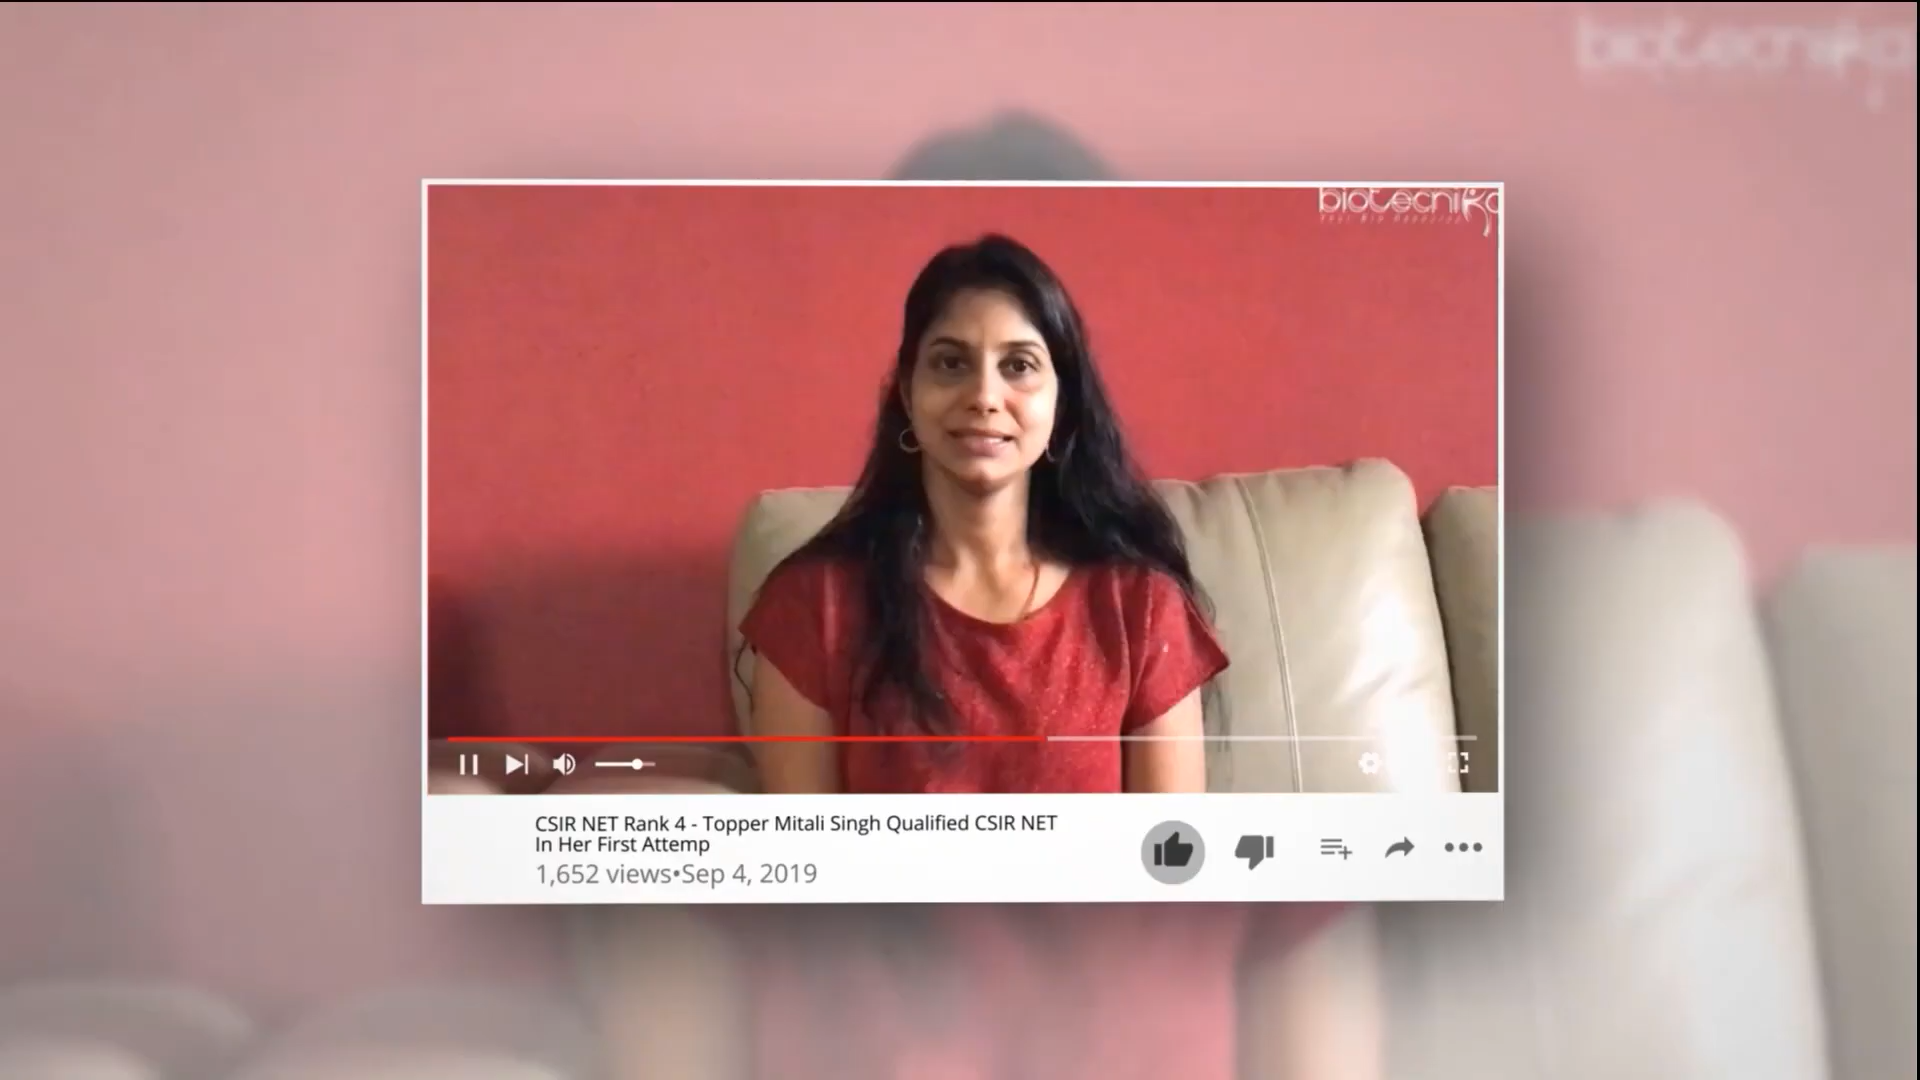 biotecnika
biotecnika
CSIR NET Rank 4 - Topper Mitali Singh Qualified CSIR NET
In Her First Attemp
1,652 views•Sep 4, 2019